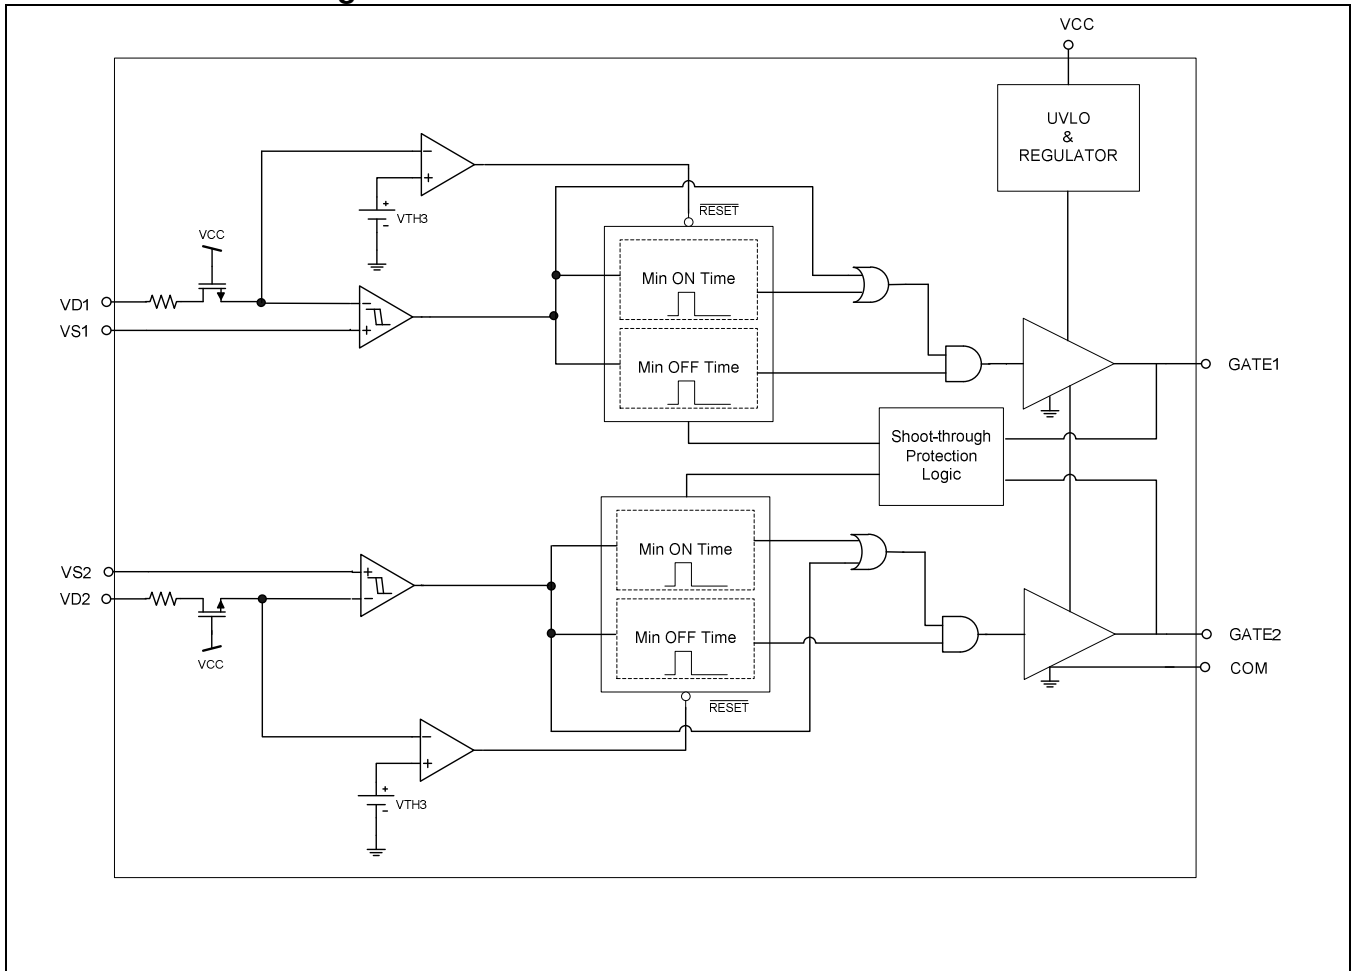 VCC
UVLO
&
REGULATOR
−
+
+
-
VTH3
RESET
VCC
Min ON Time
VD1
VS1
−
+
Min OFF Time
GATE1
Shoot-through
Protection
Logic
Min ON Time
VS2
VD2
+
−
Min OFF Time
GATE2
VCC
COM
RESET
−
+
+
-
VTH3